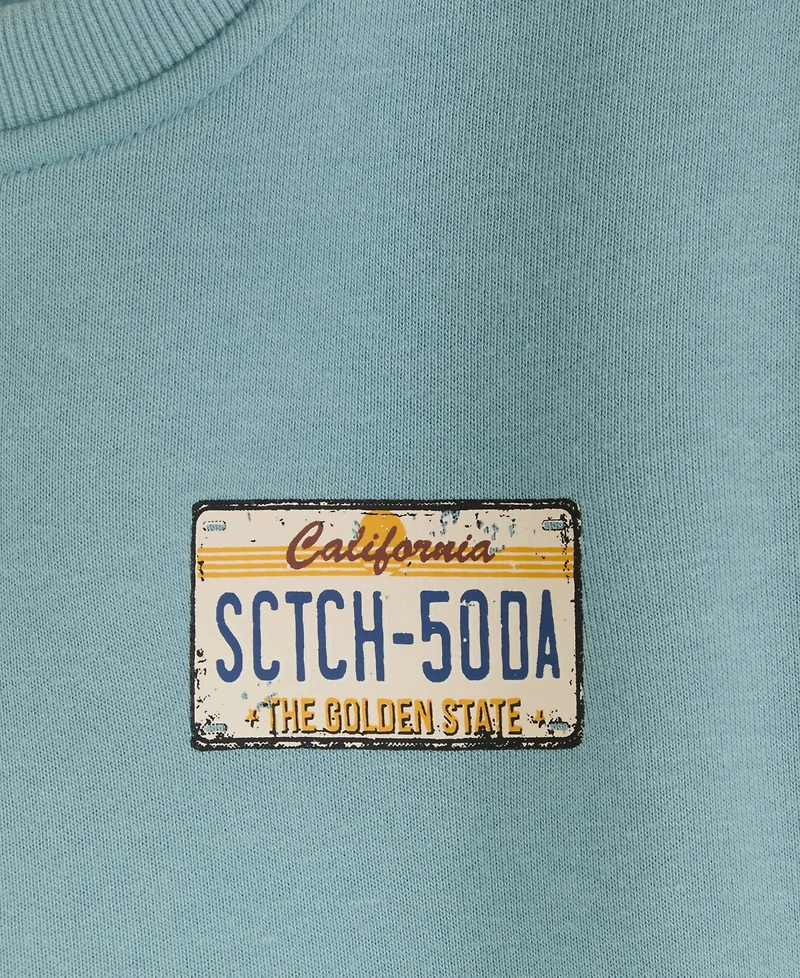 California
SCTCH-50DA
THE GOLDEN STATE